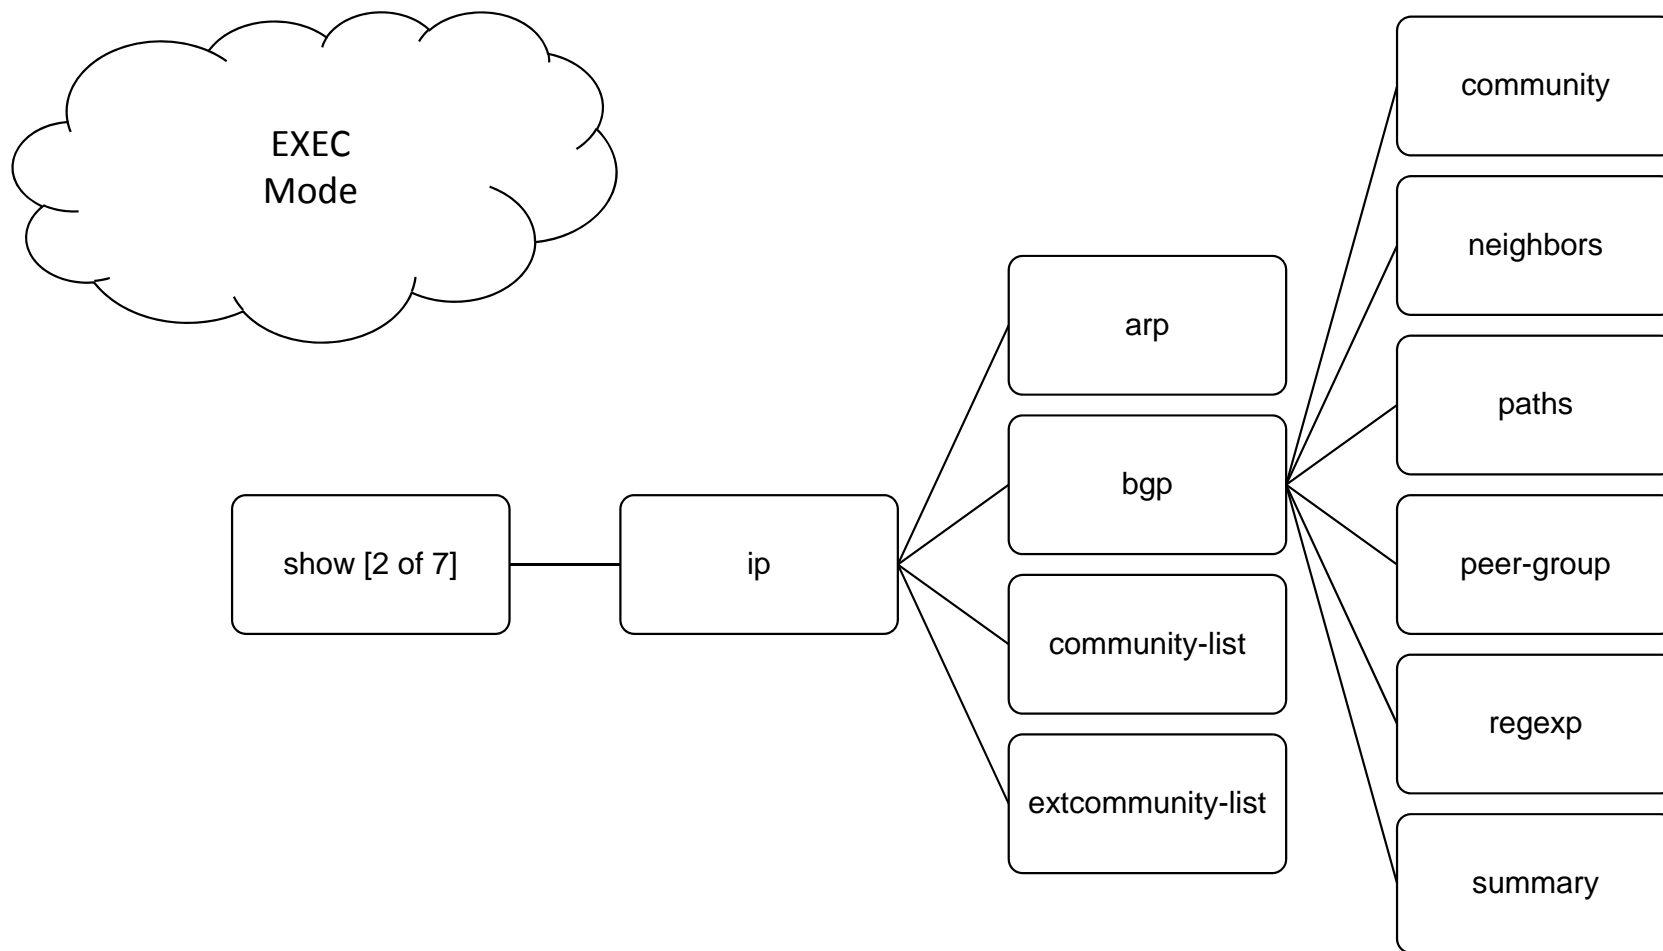 EXEC
Mode
show [2 of 7]
ip
arp
bgp
community-list
extcommunity-list
community
neighbors
paths
peer-group
regexp
summary